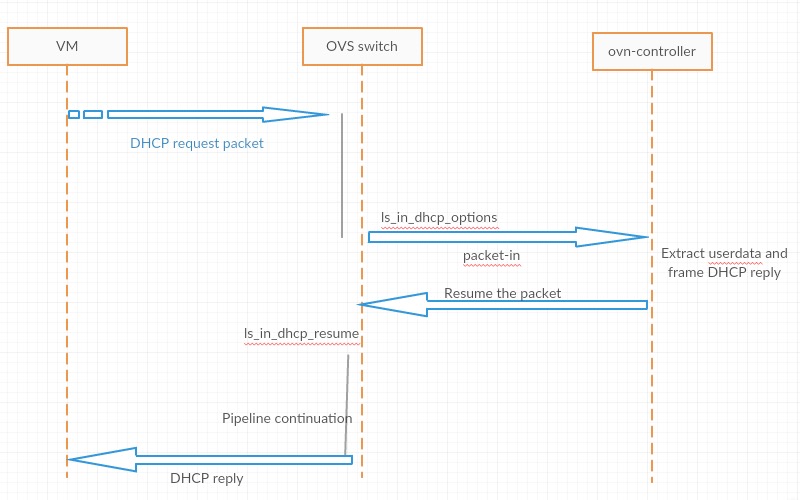 VM
OVS switch
ovn-controller
DHCP request packet
ls_in_dhcp_options
packet-in
Extract userdata and
frame DHCP reply
Resume the packet
ls_in_dhcp_resume
Pipeline continuation
DHCP reply